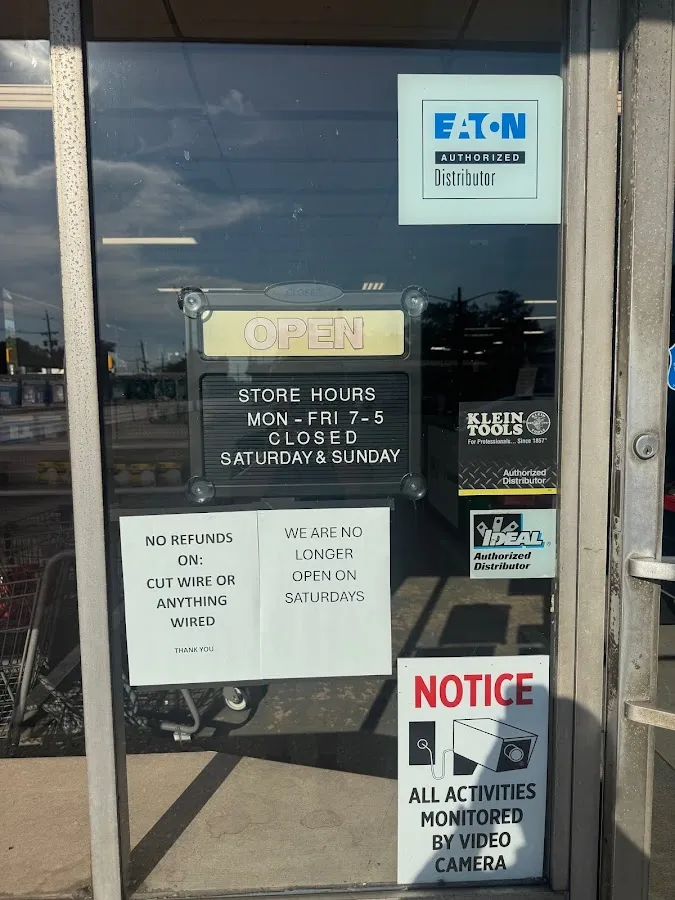 EATON
AUTHORIZED
Distributor
CLOSED
OPEN
STORE HOURS
MON - FRI 7-5
CLOSED
SATURDAY & SUNDAY
KLEIN
TOOLS
For Professionals... Since 1857
Authorized
Distributor
IDEAL
Authorized
Distributor
NO REFUNDS
ON:
CUT WIRE OR
ANYTHING
WIRED
THANK YOU
WE ARE NO
LONGER
OPEN ON
SATURDAYS
NOTICE
ALL ACTIVITIES
MONITORED
BY VIDEO
CAMERA